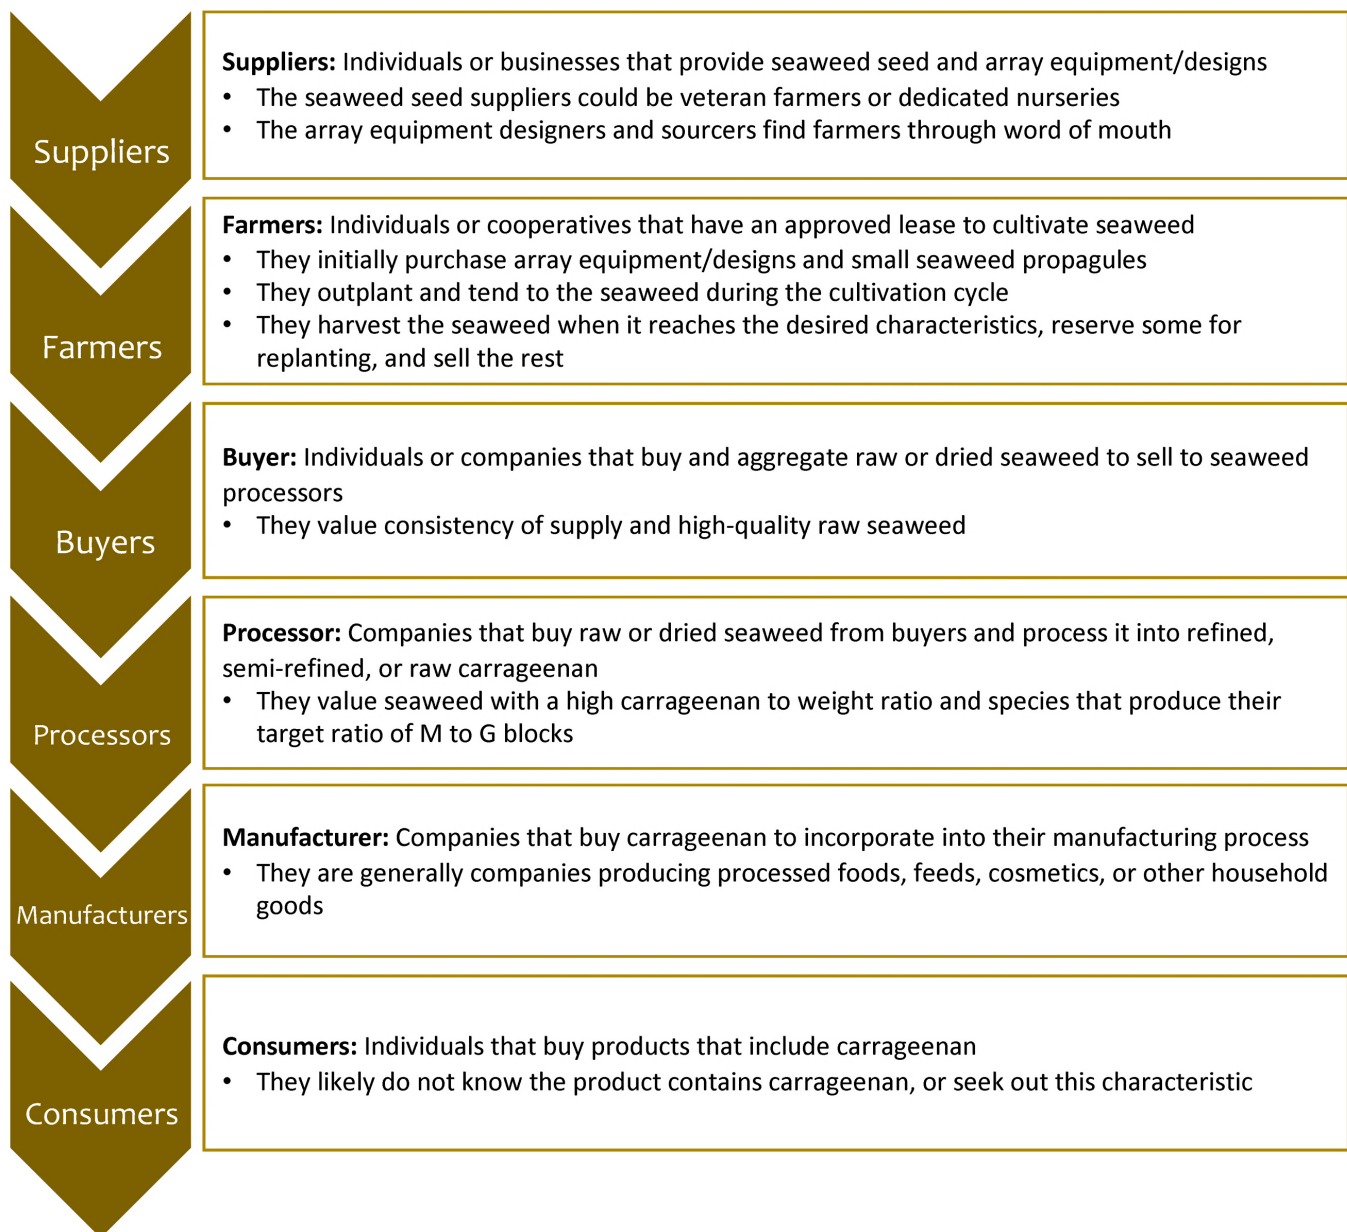 Suppliers
Suppliers: Individuals or businesses that provide seaweed seed and array equipment/designs
• The seaweed seed suppliers could be veteran farmers or dedicated nurseries
• The array equipment designers and sourcers find farmers through word of mouth
Farmers
Farmers: Individuals or cooperatives that have an approved lease to cultivate seaweed
• They initially purchase array equipment/designs and small seaweed propagules
• They outplant and tend to the seaweed during the cultivation cycle
• They harvest the seaweed when it reaches the desired characteristics, reserve some for
replanting, and sell the rest
Buyers
Buyer: Individuals or companies that buy and aggregate raw or dried seaweed to sell to seaweed
processors
• They value consistency of supply and high-quality raw seaweed
Processors
Processor: Companies that buy raw or dried seaweed from buyers and process it into refined,
semi-refined, or raw carrageenan
• They value seaweed with a high carrageenan to weight ratio and species that produce their
target ratio of M to G blocks
Manufacturers
Manufacturer: Companies that buy carrageenan to incorporate into their manufacturing process
• They are generally companies producing processed foods, feeds, cosmetics, or other household
goods
Consumers
Consumers: Individuals that buy products that include carrageenan
• They likely do not know the product contains carrageenan, or seek out this characteristic